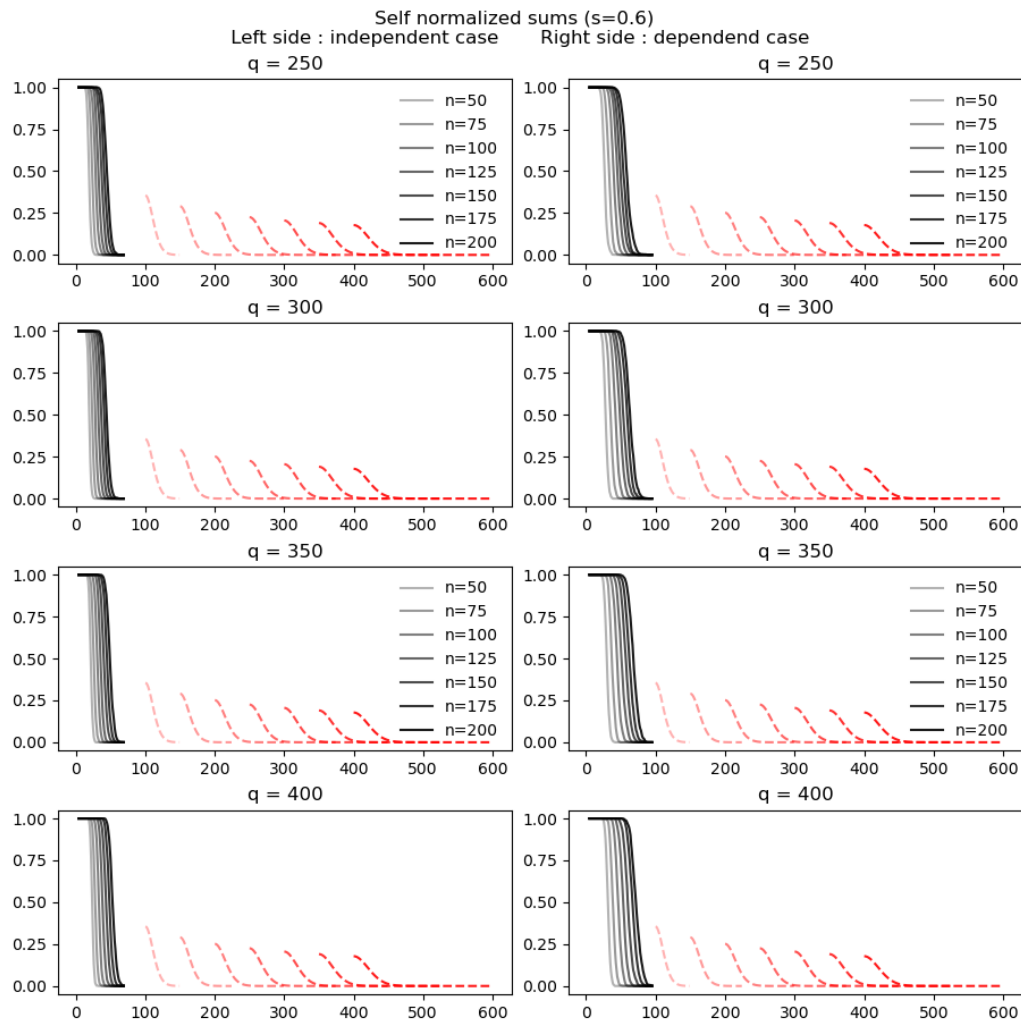 Self normalized sums (s=0.6)
Left side : independent case Right side : dependend case
q = 250
1.00
0.75
0.50
0.25
0.00
n=50
n=75
n=100
n=125
n=150
n=175
n=200
0 100 200 300 400 500 600
q = 250
1.00
0.75
0.50
0.25
0.00
n=50
n=75
n=100
n=125
n=150
n=175
n=200
0 100 200 300 400 500 600
q = 300
1.00
0.75
0.50
0.25
0.00
0 100 200 300 400 500 600
q = 300
1.00
0.75
0.50
0.25
0.00
0 100 200 300 400 500 600
q = 350
1.00
0.75
0.50
0.25
0.00
n=50
n=75
n=100
n=125
n=150
n=175
n=200
0 100 200 300 400 500 600
q = 350
1.00
0.75
0.50
0.25
0.00
n=50
n=75
n=100
n=125
n=150
n=175
n=200
0 100 200 300 400 500 600
q = 400
1.00
0.75
0.50
0.25
0.00
0 100 200 300 400 500 600
q = 400
1.00
0.75
0.50
0.25
0.00
0 100 200 300 400 500 600